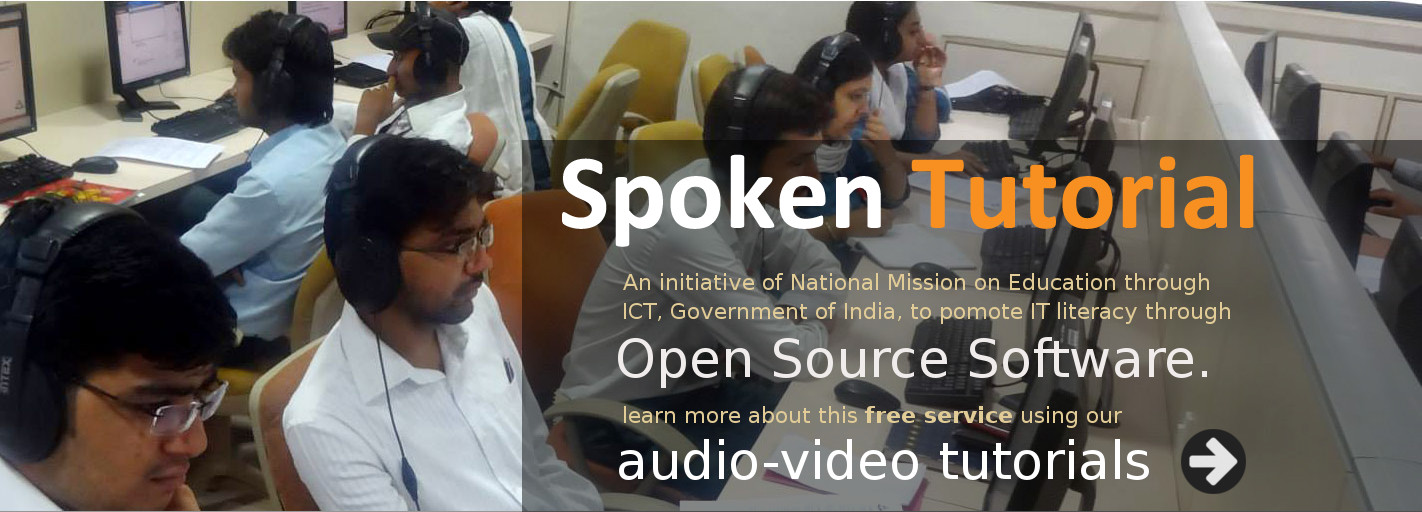 Spoken Tutorial
An initiative of National Mission on Education through
ICT, Government of India, to pomote IT literacy through
Open Source Software.
learn more about this free service using our
audio-video tutorials
INTEX